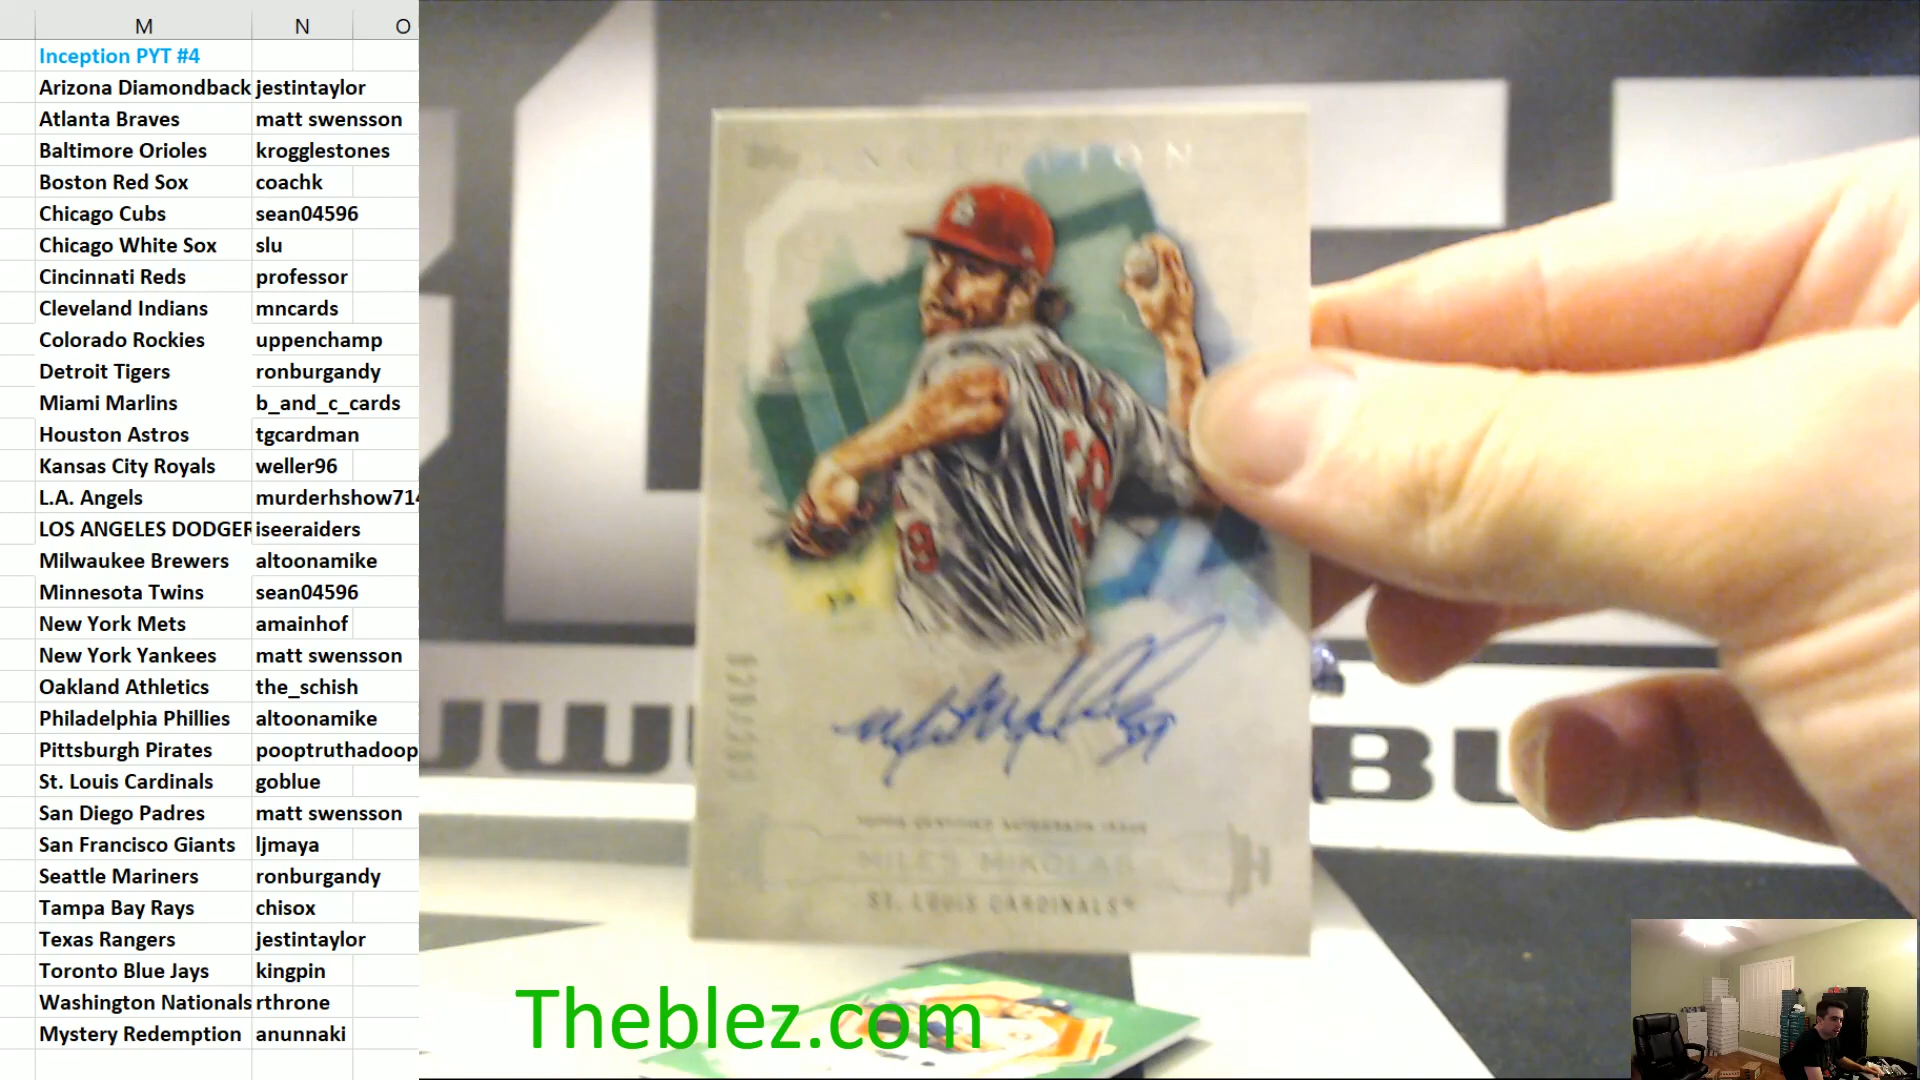 M N O
Inception PYT #4
Arizona Diamondback jestintaylor
Atlanta Braves matt swensson
Baltimore Orioles krogglestones
Boston Red Sox coachk
Chicago Cubs sean04596
Chicago White Sox slu
Cincinnati Reds professor
Cleveland Indians mncards
Colorado Rockies uppenchamp
Detroit Tigers ronburgandy
Miami Marlins b_and_c_cards
Houston Astros tgcardman
Kansas City Royals weller96
L.A. Angels murderhshow714
LOS ANGELES DODGER iseeraiders
Milwaukee Brewers altoonamike
Minnesota Twins sean04596
New York Mets amainhof
New York Yankees matt swensson
Oakland Athletics the_schish
Philadelphia Phillies altoonamike
Pittsburgh Pirates pooptruthadoop
St. Louis Cardinals goblue
San Diego Padres matt swensson
San Francisco Giants ljmaya
Seattle Mariners ronburgandy
Tampa Bay Rays chisox
Texas Rangers jestintaylor
Toronto Blue Jays kingpin
Washington Nationals rthrone
Mystery Redemption anunnaki
INCEPTION
TOPPS CERTIFIED AUTOGRAPH ISSUE
MILES MIKOLAS
ST. LOUIS CARDINALS®
Theblez.com